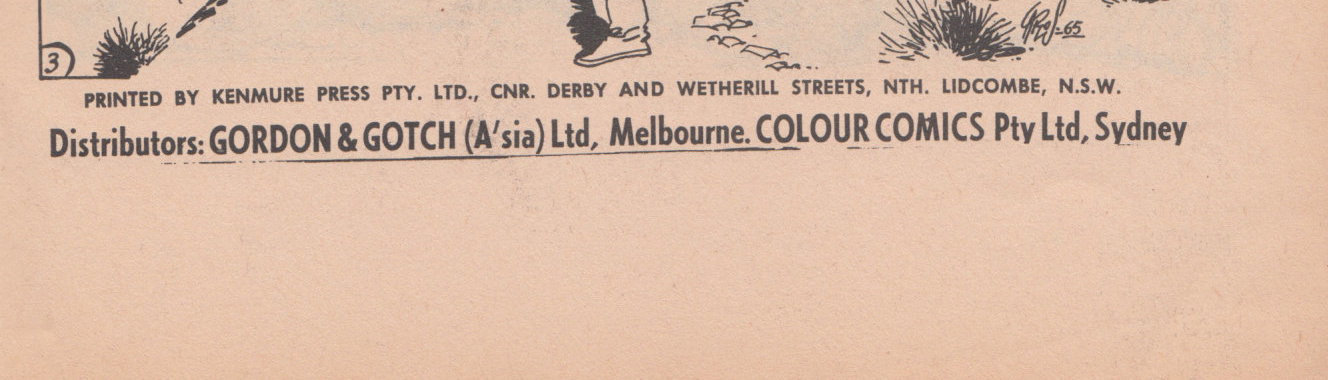 3
PRINTED BY KENMURE PRESS PTY. LTD., CNR. DERBY AND WETHERILL STREETS, NTH. LIDCOMBE, N.S.W.
Distributors: GORDON & GOTCH (A'sia) Ltd, Melbourne. COLOUR COMICS Pty Ltd, Sydney